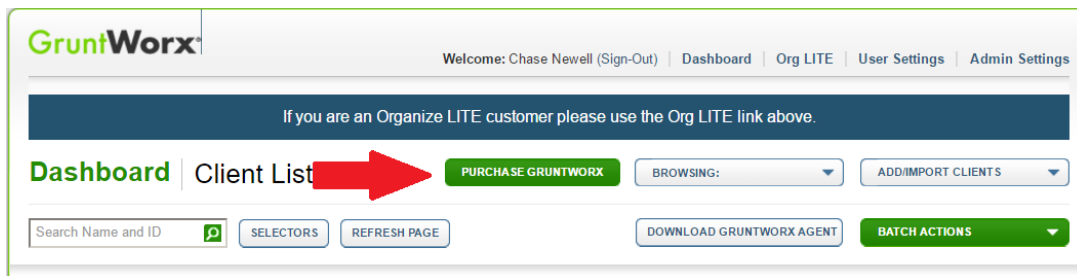 GruntWorx
Welcome: Chase Newell (Sign-Out) | Dashboard | Org LITE | User Settings | Admin Settings
If you are an Organize LITE customer please use the Org LITE link above.
Dashboard | Client List PURCHASE GRUNTWORX BROWSING: ADD/IMPORT CLIENTS
Search Name and ID SELECTORS REFRESH PAGE DOWNLOAD GRUNTWORX AGENT BATCH ACTIONS